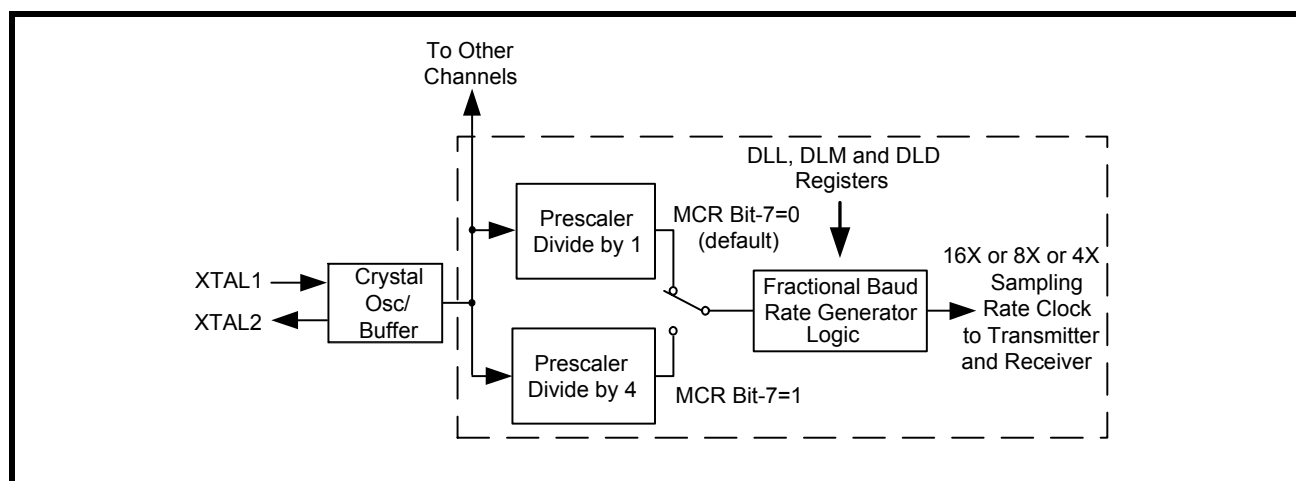 To Other
Channels
DLL, DLM and DLD
Registers
Prescaler
Divide by 1
MCR Bit-7=0
(default)
16X or 8X or 4X
Sampling
Rate Clock
to Transmitter
and Receiver
XTAL1
XTAL2
Crystal
Osc/
Buffer
Fractional Baud
Rate Generator
Logic
Prescaler
Divide by 4
MCR Bit-7=1